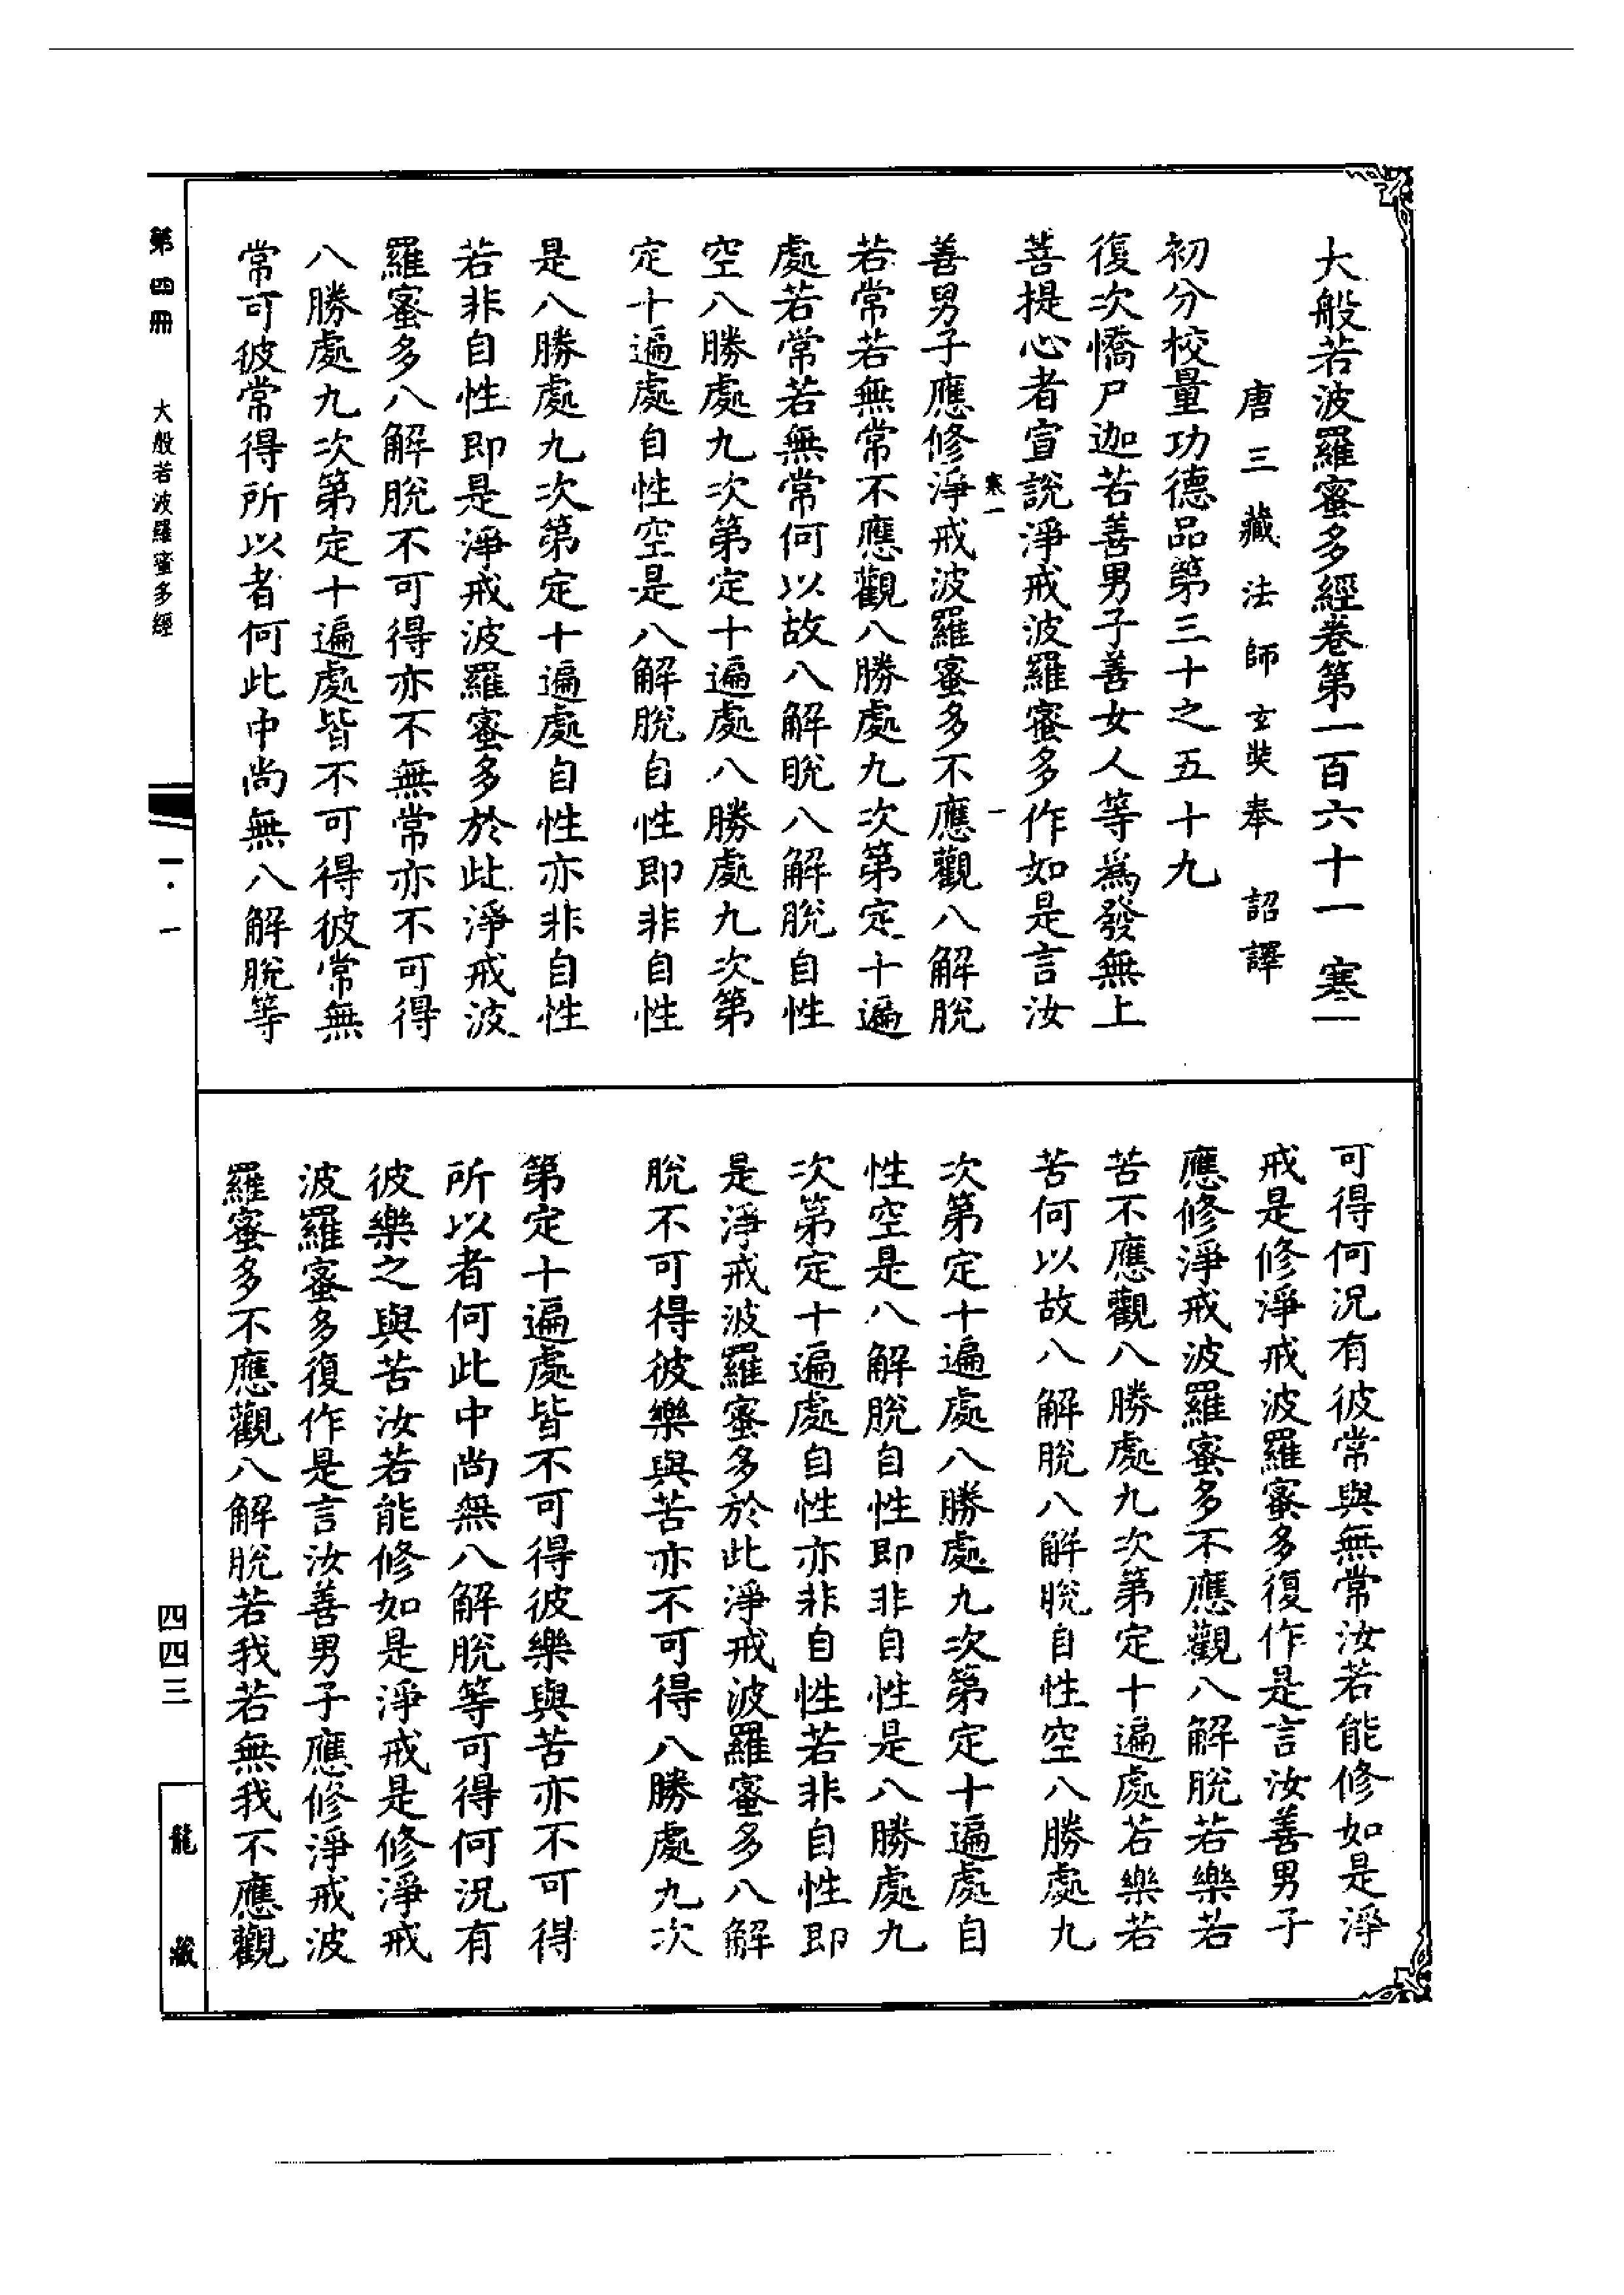 大般若波羅蜜多經卷第一百六十一 寒一
唐三藏法師玄奘奉 詔譯
初分校量功德品第三十之五十九
復次憍尸迦若善男子善女人等為發無上
菩提心者宣說淨戒波羅蜜多作如是言汝
寒一 一
善男子應修淨戒波羅蜜多不應觀八解脫
若常若無常不應觀八勝處九次第定十遍
處若常若無常何以故八解脫八解脫自性
空八勝處九次第定十遍處八勝處九次第
定十遍處自性空是八解脫自性即非自性
是八勝處九次第定十遍處自性亦非自性
若非自性即是淨戒波羅蜜多於此淨戒波
羅蜜多八解脫不可得亦不無常亦不可得
八勝處九次第定十遍處皆不可得彼常無
常可彼常得所以者何此中尚無八解脫等
可得何況有彼常與無常汝若能修如是淨
戒是修淨戒波羅蜜多復作是言汝善男子
應修淨戒波羅蜜多不應觀八解脫若樂若
苦不應觀八勝處九次第定十遍處若樂若
苦何以故八解脫八解脫自性空八勝處九
次第定十遍處八勝處九次第定十遍處自
性空是八解脫自性即非自性是八勝處九
次第定十遍處自性亦非自性若非自性即
是淨戒波羅蜜多於此淨戒波羅蜜多八解
脫不可得彼樂與苦亦不可得八勝處九次
第定十遍處皆不可得彼樂與苦亦不可得
所以者何此中尚無八解脫等可得何況有
彼樂之與苦汝若能修如是淨戒是修淨戒
波羅蜜多復作是言汝善男子應修淨戒波
羅蜜多不應觀八解脫若我若無我不應觀
第四冊 大般若波羅蜜多經 一·一
四四三
龍藏